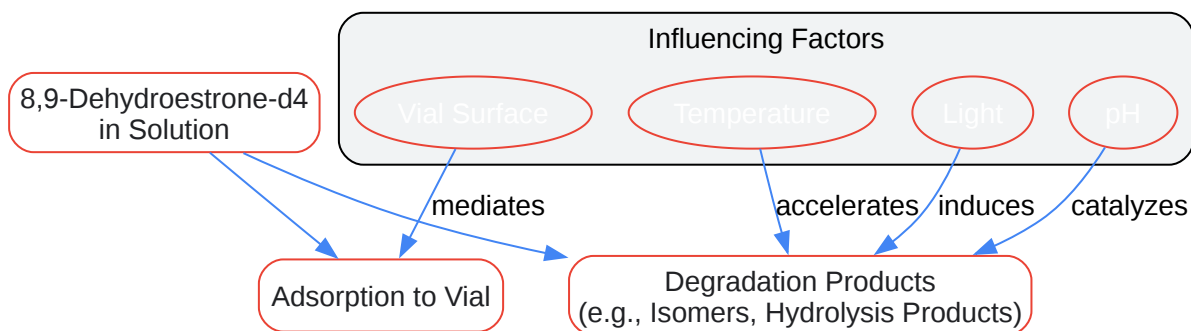 Influencing Factors
8,9-Dehydroestrone-d4
in Solution
Vial Surface
Temperature
Light
pH
mediates
accelerates
induces
catalyzes
Adsorption to Vial
Degradation Products
(e.g., Isomers, Hydrolysis Products)